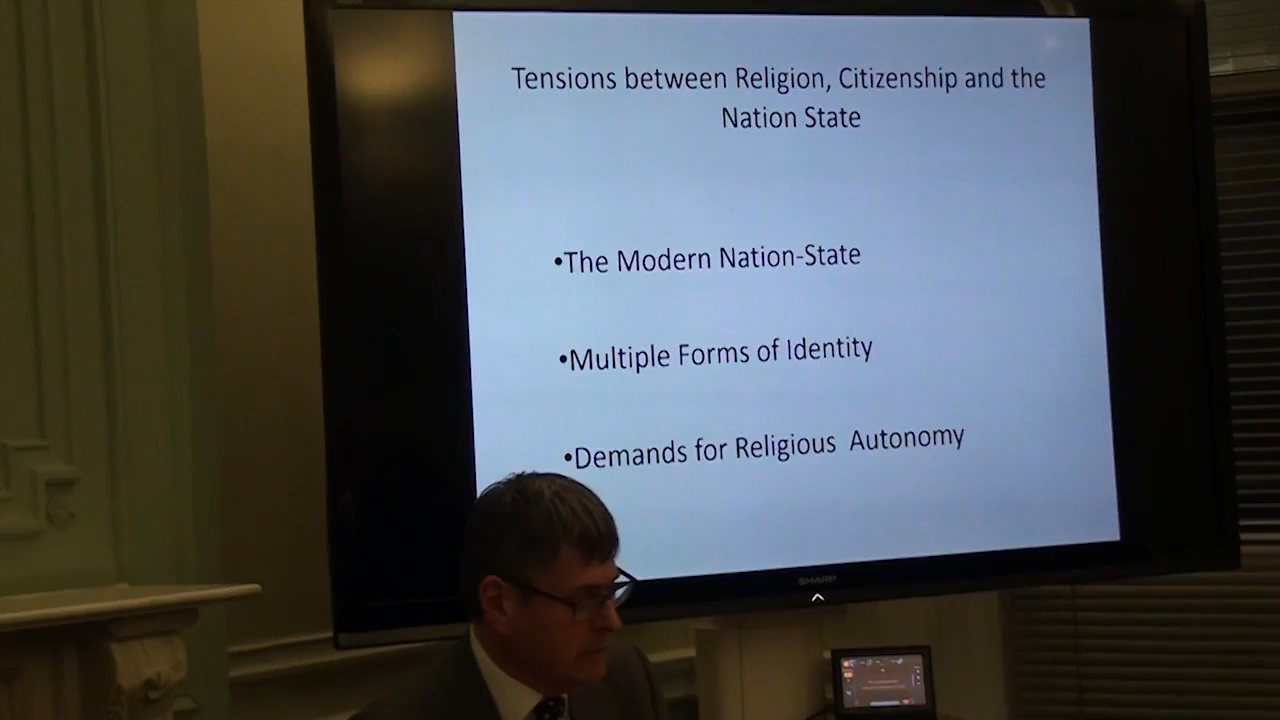 Tensions between Religion, Citizenship and the
Nation State
•The Modern Nation-State
•Multiple Forms of Identity
•Demands for Religious Autonomy
SHARP